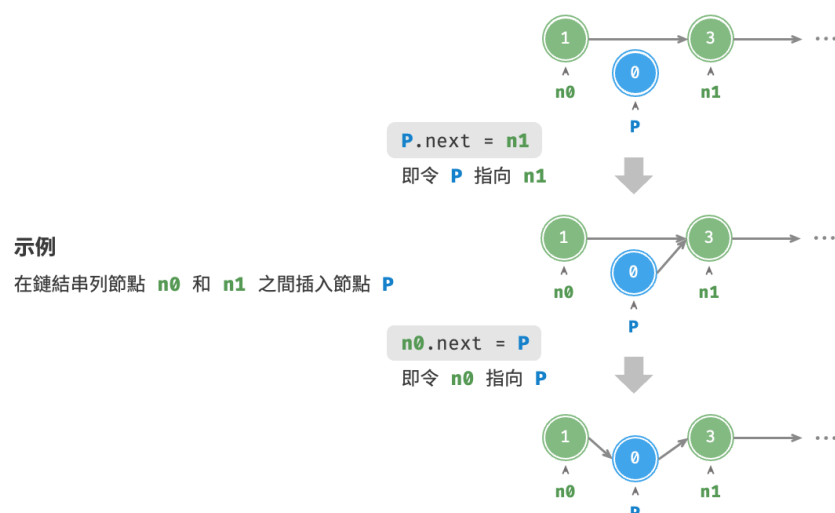 1
3
...
0
n0
n1
P
P.next = n1
即令 P 指向 n1
1
3
...
示例
0
在鏈結串列節點 n0 和 n1 之間插入節點 P
n0
n1
P
n0.next = P
即令 n0 指向 P
1
3
...
0
n0
n1
P